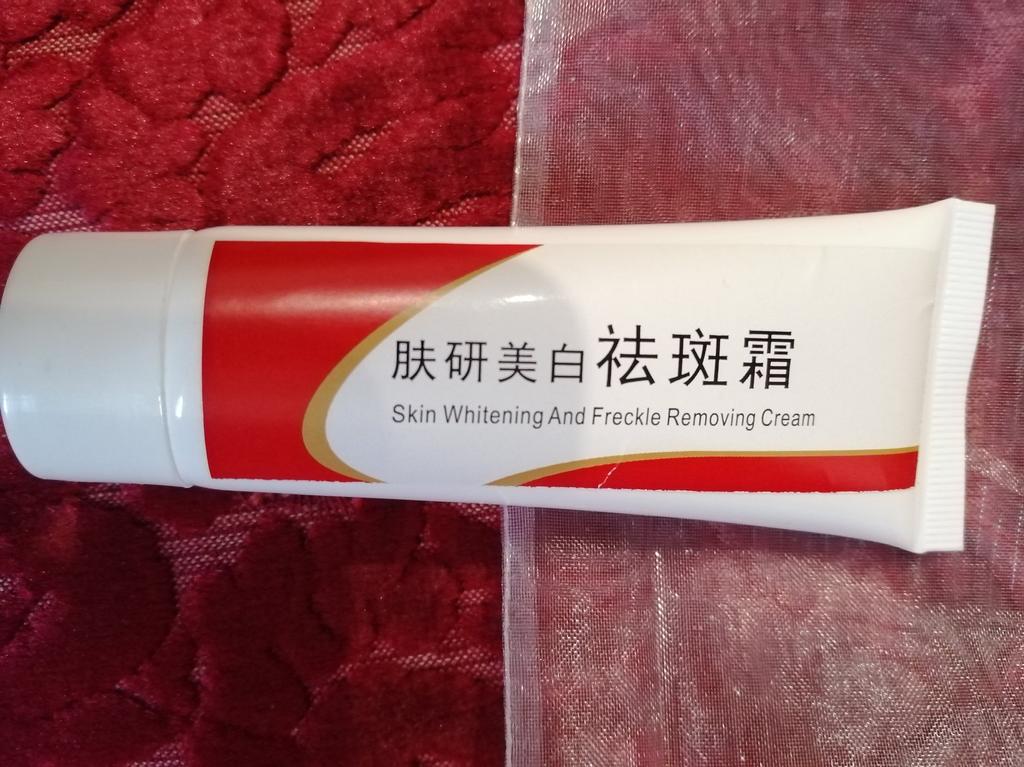 肤研美白祛斑霜
Skin Whitening And Freckle Removing Cream